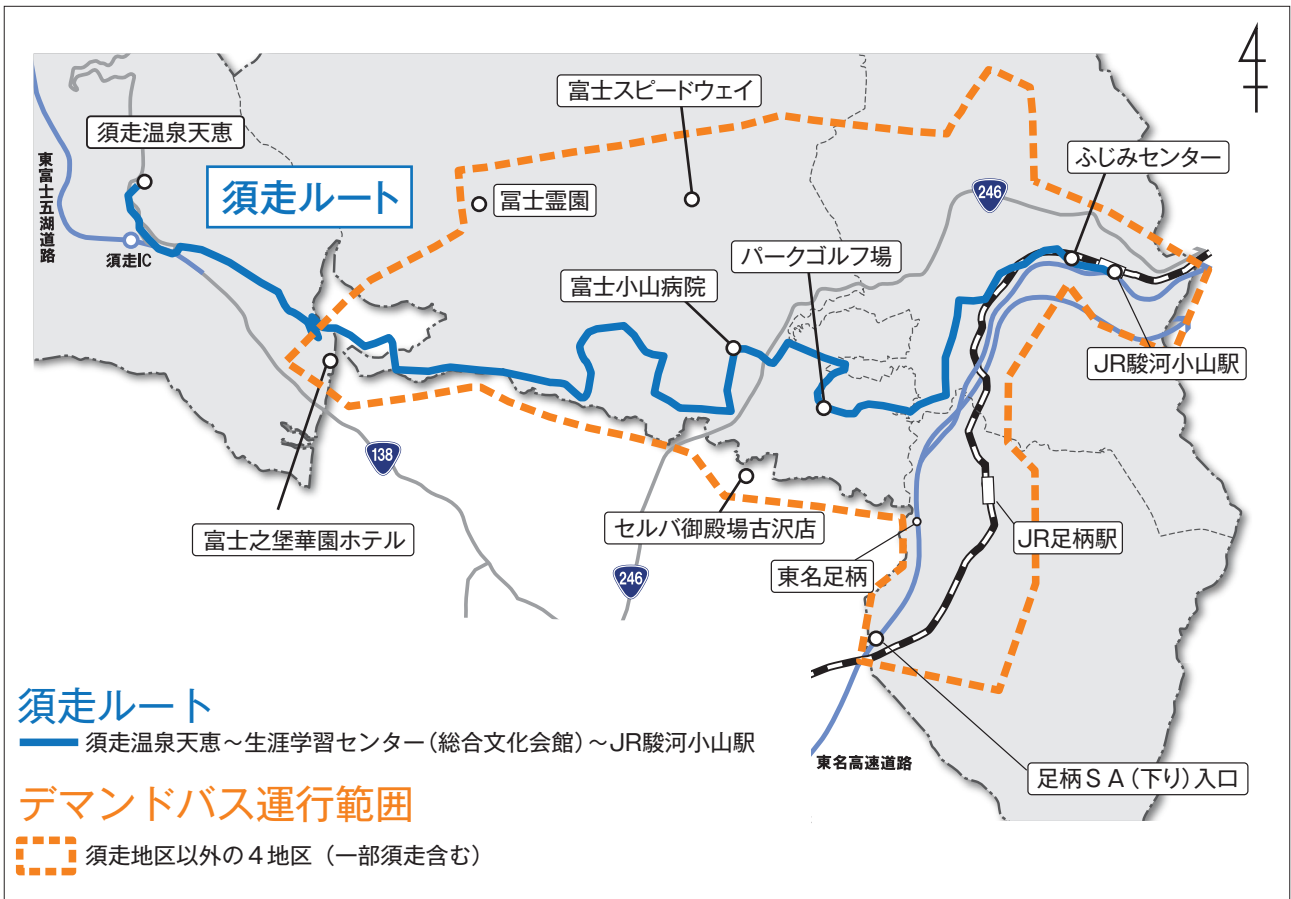 富士スピードウェイ
須走温泉天恵
ふじみセンター
東富士五湖道路
須走ルート
冨士霊園
246
須走IC
パークゴルフ場
富士小山病院
JR駿河小山駅
138
富士之堡華園ホテル
セルバ御殿場古沢店
JR足柄駅
東名足柄
246
須走ルート
須走温泉天恵～生涯学習センター（総合文化会館）～JR駿河小山駅
東名高速道路
足柄ＳＡ（下り）入口
デマンドバス運行範囲
須走地区以外の４地区（一部須走含む）